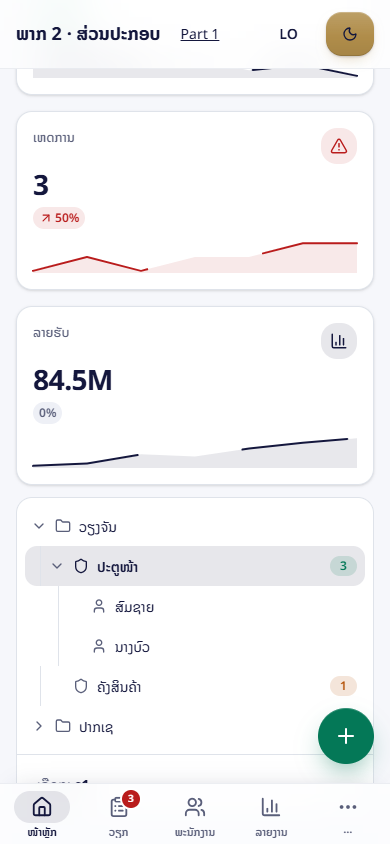 ພາກ 2 · ສ່ວນປະກອບ Part 1 LO
ເຫດການ
3
50%
ລາຍຮັບ
84.5M
0%
ວຽງຈັນ
ປະຕູໜ້າ 3
ສົມຊາຍ
ນາງບົວ
ຄັງສິນຄ້າ 1
ປາກເຊ
3
ໜ້າຫຼັກ ວຽກ ພະນັກງານ ລາຍງານ ...